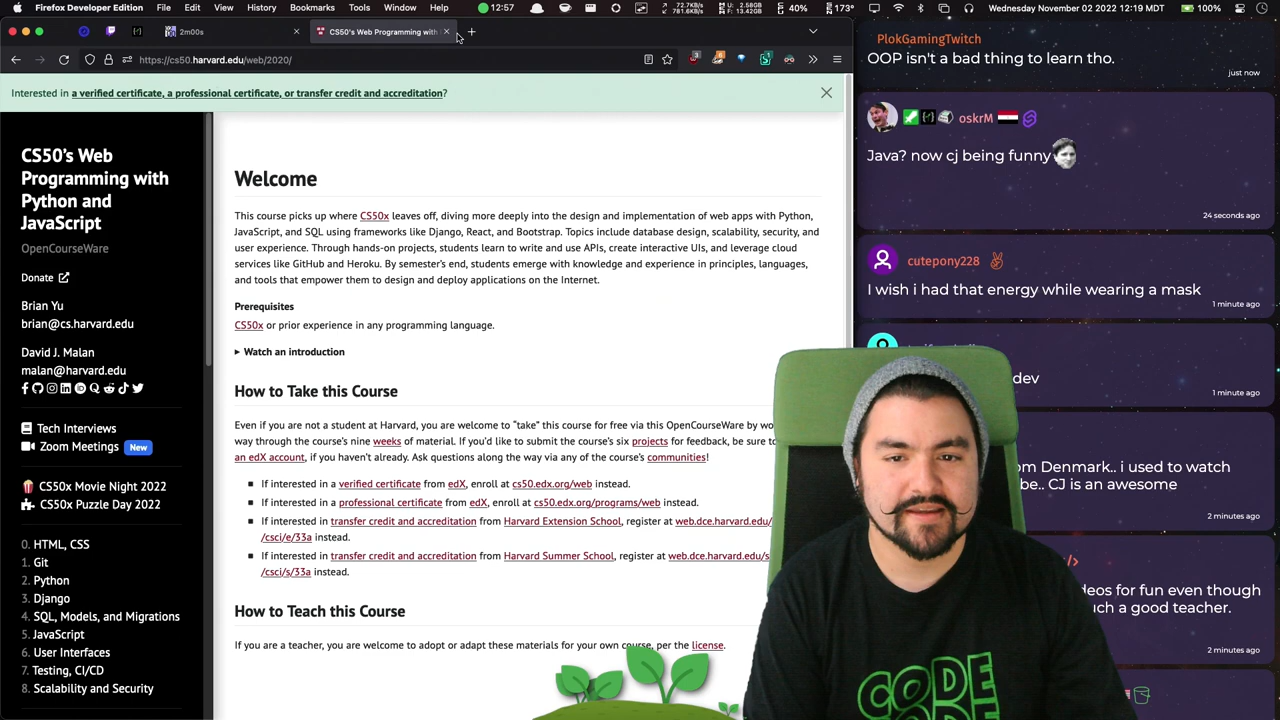 Firefox Developer Edition File Edit View History Bookmarks Tools Window Help
12:57
72.7KB/s
8.40KB/s
U: 2.58GB
40%
173°
100%
Wednesday November 02 2022 12:19 MDT
2m00s
CS50's Web Programming with
https://cs50.harvard.edu/web/2020/
Interested in a verified certificate, a professional certificate, or transfer credit and accreditation?
CS50's Web
Programming with
Python and
JavaScript
OpenCourseWare
Donate
Brian Yu
brian@cs.harvard.edu
David J. Malan
malan@harvard.edu
Tech Interviews
Zoom Meetings New
CS50x Movie Night 2022
CS50x Puzzle Day 2022
0. HTML, CSS
1. Git
2. Python
3. Django
4. SQL, Models, and Migrations
5. JavaScript
6. User Interfaces
7. Testing, CI/CD
8. Scalability and Security
Welcome
This course picks up where CS50x leaves off, diving more deeply into the design and implementation of web apps with Python,
JavaScript, and SQL using frameworks like Django, React, and Bootstrap. Topics include database design, scalability, security, and
user experience. Through hands-on projects, students learn to write and use APIs, create interactive UIs, and leverage cloud
services like GitHub and Heroku. By semester's end, students emerge with knowledge and experience in principles, languages,
and tools that empower them to design and deploy applications on the Internet.
Prerequisites
CS50x or prior experience in any programming language.
Watch an introduction
How to Take this Course
Even if you are not a student at Harvard, you are welcome to “take” this course for free via this OpenCourseWare by wo
way through the course's nine weeks of material. If you'd like to submit the course's six projects for feedback, be sure to
an edX account, if you haven't already. Ask questions along the way via any of the course's communities!
If interested in a verified certificate from edX, enroll at cs50.edx.org/web instead.
If interested in a professional certificate from edX, enroll at cs50.edx.org/programs/web instead.
If interested in transfer credit and accreditation from Harvard Extension School, register at web.dce.harvard.edu/
/csci/e/33a instead.
If interested in transfer credit and accreditation from Harvard Summer School, register at web.dce.harvard.edu/s
/csci/s/33a instead.
How to Teach this Course
If you are a teacher, you are welcome to adopt or adapt these materials for your own course, per the license.
PlokGamingTwitch
OOP isn't a bad thing to learn tho.
just now
oskrM
Java? now cj being funny
24 seconds ago
cutepony228
I wish i had that energy while wearing a mask
1 minute ago
dev
1 minute ago
om Denmark.. i used to watch
be.. CJ is an awesome
2 minutes ago
deos for fun even though
uch a good teacher.
2 minutes ago
CODE